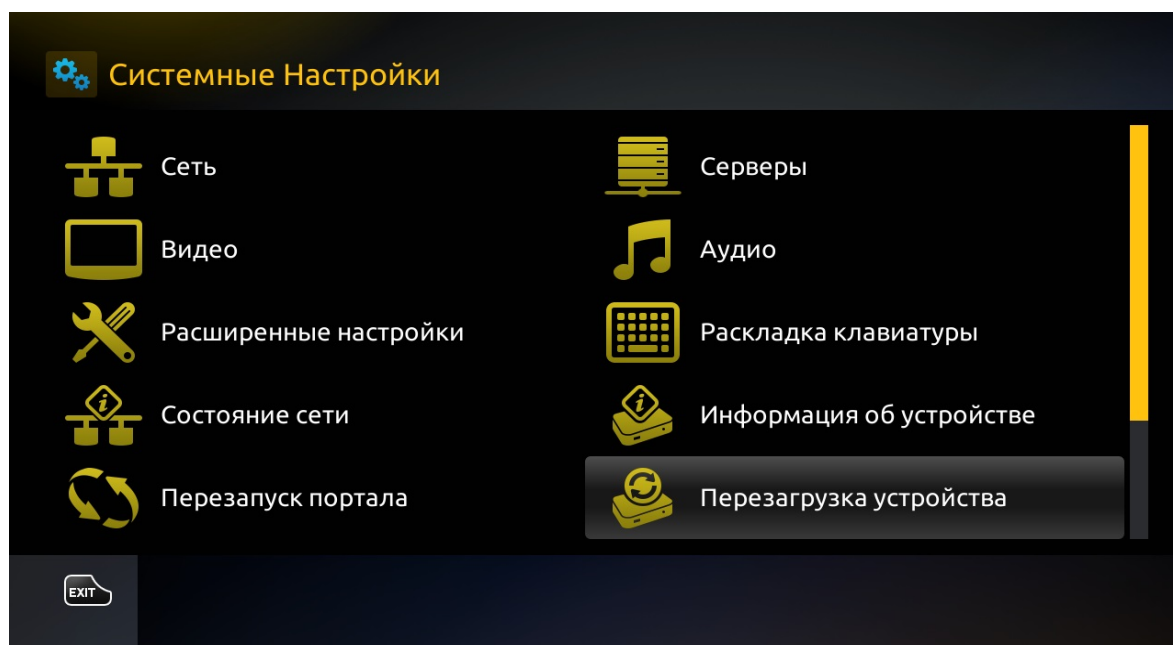 Системные Настройки
Сеть
Серверы
Видео
Аудио
Расширенные настройки
Раскладка клавиатуры
Состояние сети
Информация об устройстве
Перезапуск портала
Перезагрузка устройства
EXIT